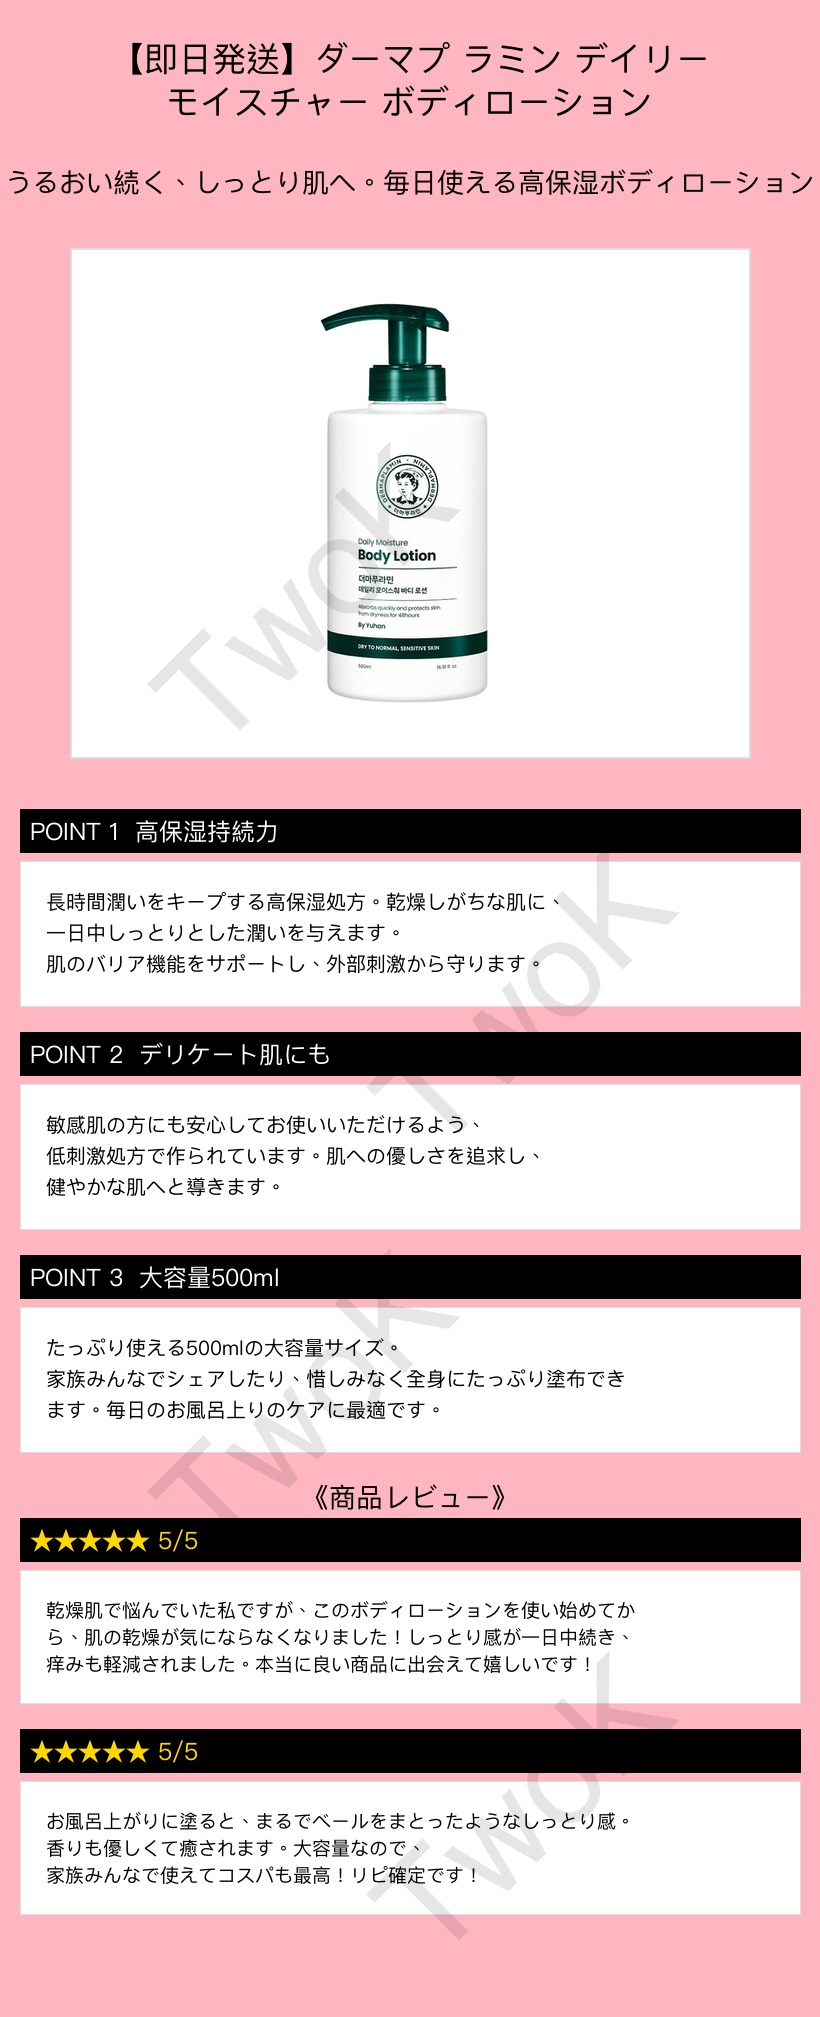 【即日発送】ダーマプ ラミン デイリー
モイスチャー ボディローション
うるおい続く、しっとり肌へ。毎日使える高保湿ボディローション
DERMAPLAMIN · DERMAPLAMIN
더마푸라민
Daily Moisture
Body Lotion
더마푸라민
데일리 모이스춰 바디 로션
Absorbs quickly and protects skin
from dryness for 48hours
By Yuhan
DRY TO NORMAL, SENSITIVE SKIN
500ml 16.91 fl. oz
TwoK
POINT 1 高保湿持続力
長時間潤いをキープする高保湿処方。乾燥しがちな肌に、
一日中しっとりとした潤いを与えます。
肌のバリア機能をサポートし、外部刺激から守ります。
TwoK
POINT 2 デリケート肌にも
敏感肌の方にも安心してお使いいただけるよう、
低刺激処方で作られています。肌への優しさを追求し、
健やかな肌へと導きます。
POINT 3 大容量500ml
たっぷり使える500mlの大容量サイズ。
家族みんなでシェアしたり、惜しみなく全身にたっぷり塗布でき
ます。毎日のお風呂上りのケアに最適です。
TwoK
《商品レビュー》
★★★★★ 5/5
乾燥肌で悩んでいた私ですが、このボディローションを使い始めてか
ら、肌の乾燥が気にならなくなりました！しっとり感が一日中続き、
痒みも軽減されました。本当に良い商品に出会えて嬉しいです！
★★★★★ 5/5
お風呂上がりに塗ると、まるでベールをまとったようなしっとり感。
香りも優しくて癒されます。大容量なので、
家族みんなで使えてコスパも最高！リピ確定です！
TwoK